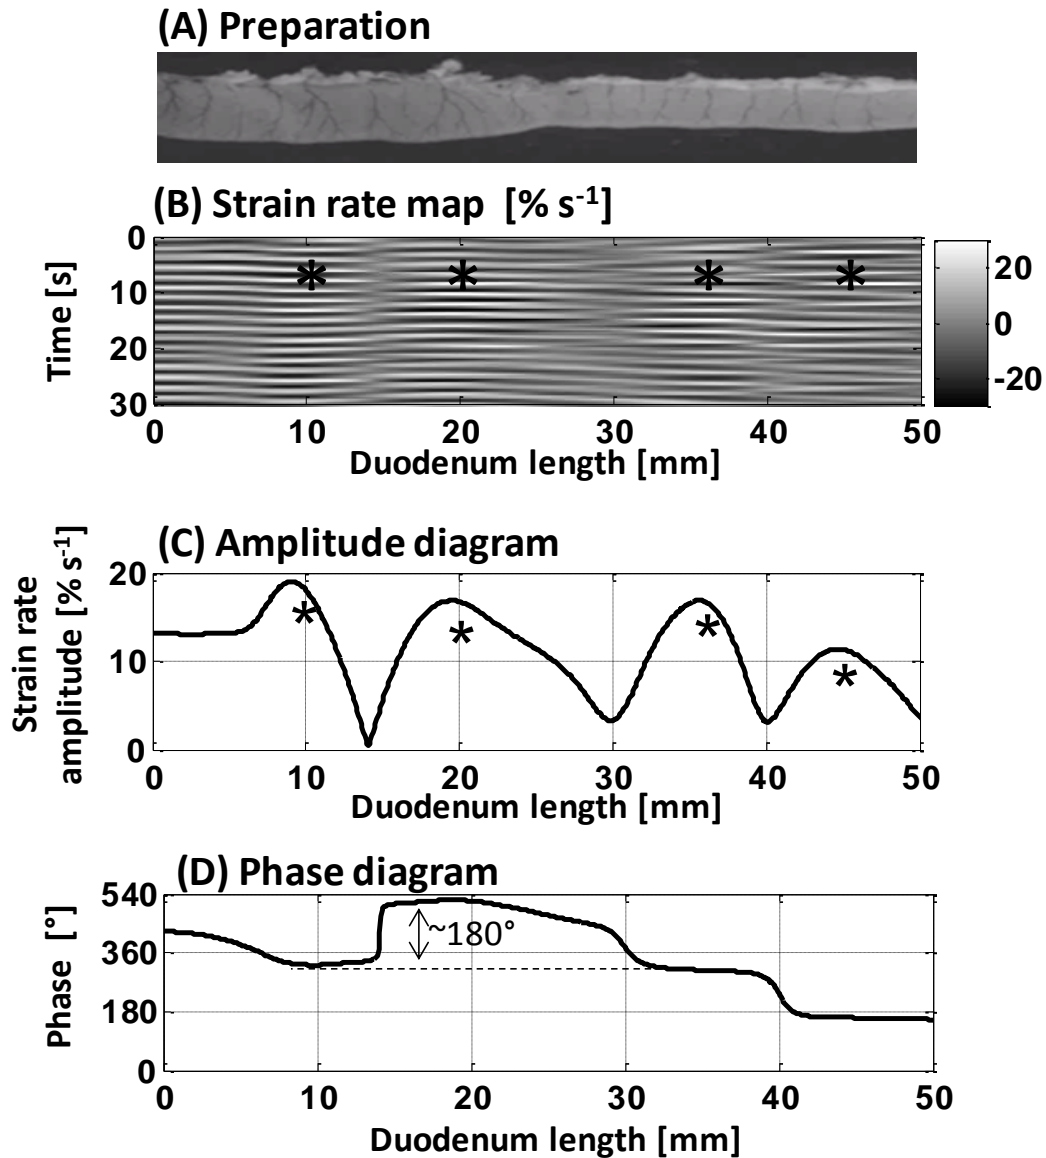 (A) Preparation
(B) Strain rate map [% s-1]
0
10
20
30
Time [s]
* * * *
20
0
-20
0 10 20 30 40 50
Duodenum length [mm]
(C) Amplitude diagram
Strain rate
amplitude [% s-1]
20
10
0
* * * *
0 10 20 30 40 50
Duodenum length [mm]
(D) Phase diagram
Phase [°]
540
360
180
0
~180°
0 10 20 30 40 50
Duodenum length [mm]